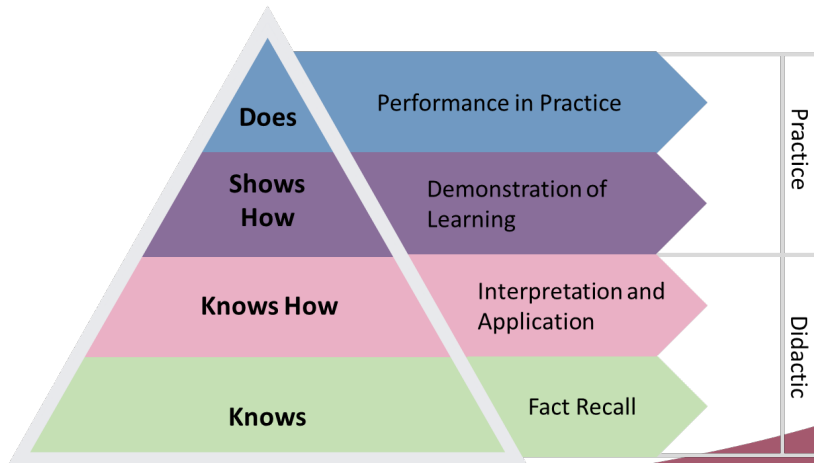 Does
Performance in Practice
Shows
How
Demonstration of
Learning
Practice
Knows How
Interpretation and
Application
Knows
Fact Recall
Didactic